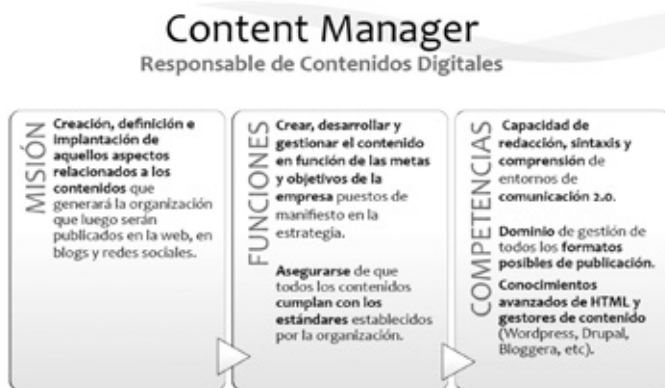 Content Manager
Responsable de Contenidos Digitales
MISIÓN
Creación, definición e
implantación de
aquellos aspectos
relacionados a los
contenidos que
generará la organización
que luego serán
publicados en la web, en
blogs y redes sociales.
FUNCIONES
Crear, desarrollar y
gestionar el contenido
en función de las metas
y objetivos de la
empresa puestos de
manifiesto en la
estrategia.
Asegurarse de que
todos los contenidos
cumplan con los
estándares establecidos
por la organización.
COMPETENCIAS
Capacidad de
redacción, sintaxis y
comprensión de
entornos de
comunicación 2.0.
Dominio de gestión de
todos los formatos
posibles de publicación.
Conocimientos
avanzados de HTML y
gestores de contenido
(Wordpress, Drupal,
Bloggera, etc).